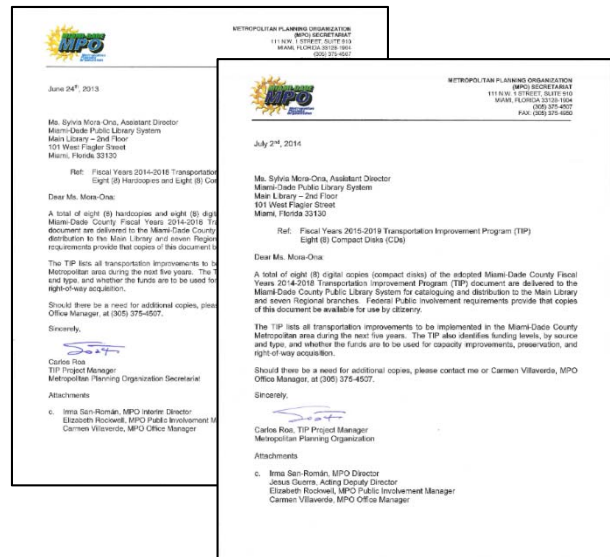 MIAMI-DADE
MPO
METROPOLITAN PLANNING ORGANIZATION
(MPO) SECRETARIAT
111 N.W. 1 STREET, SUITE 910
MIAMI, FLORIDA 33128-1904
(305) 375-4507
June 24th, 2013
Ms. Sylvia Mora-Ona, Assistant Director
Miami-Dade Public Library System
Main Library – 2nd Floor
101 West Flagler Street
Miami, Florida 33130
Ref: Fiscal Years 2014-2018 Transportation
Eight (8) Hardcopies and Eight (8)
Dear Ms. Mora-Ona:
A total of eight (8) hardcopies and eight (8)
Miami-Dade County Fiscal Years 2014-2018
document are delivered to the Miami-Dade County
distribution to the Main Library and seven
requirements provide that copies of this document
The TIP lists all transportation improvements to
Metropolitan area during the next five years.
and type, and whether the funds are to be used for
right-of-way acquisition.
Should there be a need for additional copies,
Office Manager, at (305) 375-4507.
Sincerely,
Carlos Roa
TIP Project Manager
Metropolitan Planning Organization Secretariat
Attachments
c. Irma San-Román, MPO Interim Director
Elizabeth Rockwell, MPO Public Involvement
Carmen Villaverde, MPO Office Manager
MIAMI-DADE
MPO
METROPOLITAN PLANNING ORGANIZATION
(MPO) SECRETARIAT
111 N.W. 1 STREET, SUITE 910
MIAMI, FLORIDA 33128-1904
(305) 375-4507
FAX: (305) 375-4950
July 2nd, 2014
Ms. Sylvia Mora-Ona, Assistant Director
Miami-Dade Public Library System
Main Library – 2nd Floor
101 West Flagler Street
Miami, Florida 33130
Ref: Fiscal Years 2015-2019 Transportation Improvement Program (TIP)
Eight (8) Compact Disks (CDs)
Dear Ms. Mora-Ona:
A total of eight (8) digital copies (compact disks) of the adopted Miami-Dade County Fiscal
Years 2014-2018 Transportation Improvement Program (TIP) document are delivered to the
Miami-Dade County Public Library System for cataloguing and distribution to the Main Library
and seven Regional branches. Federal Public Involvement requirements provide that copies
of this document be available for use by citizenry.
The TIP lists all transportation improvements to be implemented in the Miami-Dade County
Metropolitan area during the next five years. The TIP also identifies funding levels, by source
and type, and whether the funds are to be used for capacity improvements, preservation, and
right-of-way acquisition.
Should there be a need for additional copies, please contact me or Carmen Villaverde, MPO
Office Manager, at (305) 375-4507.
Sincerely,
Carlos Roa, TIP Project Manager
Metropolitan Planning Organization
Attachments
c. Irma San-Román, MPO Director
Jesus Guerra, Acting Deputy Director
Elizabeth Rockwell, MPO Public Involvement Manager
Carmen Villaverde, MPO Office Manager